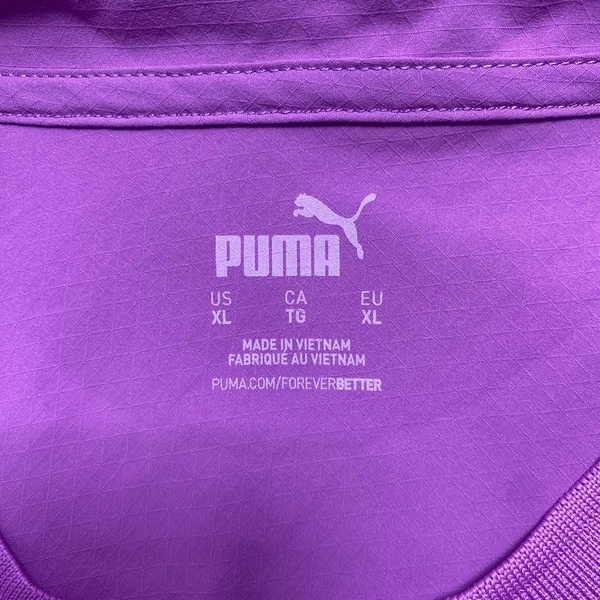 PUMA
US CA EU
XL TG XL
MADE IN VIETNAM
FABRIQUÉ AU VIETNAM
PUMA.COM/FOREVERBETTER